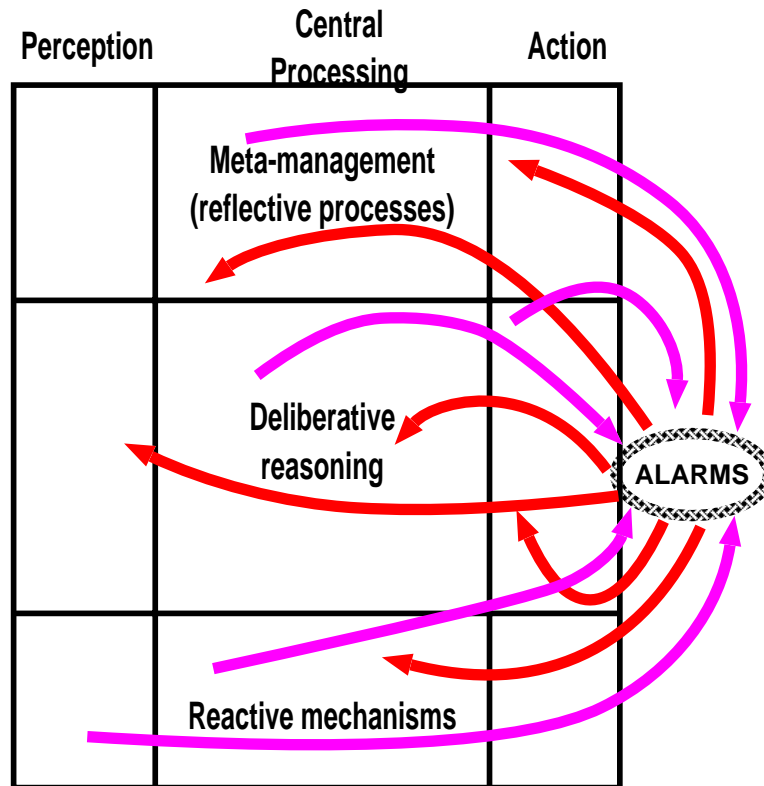 Perception
Central
Processing
Action
Meta-management
(reflective processes)
Deliberative
reasoning
ALARMS
Reactive mechanisms